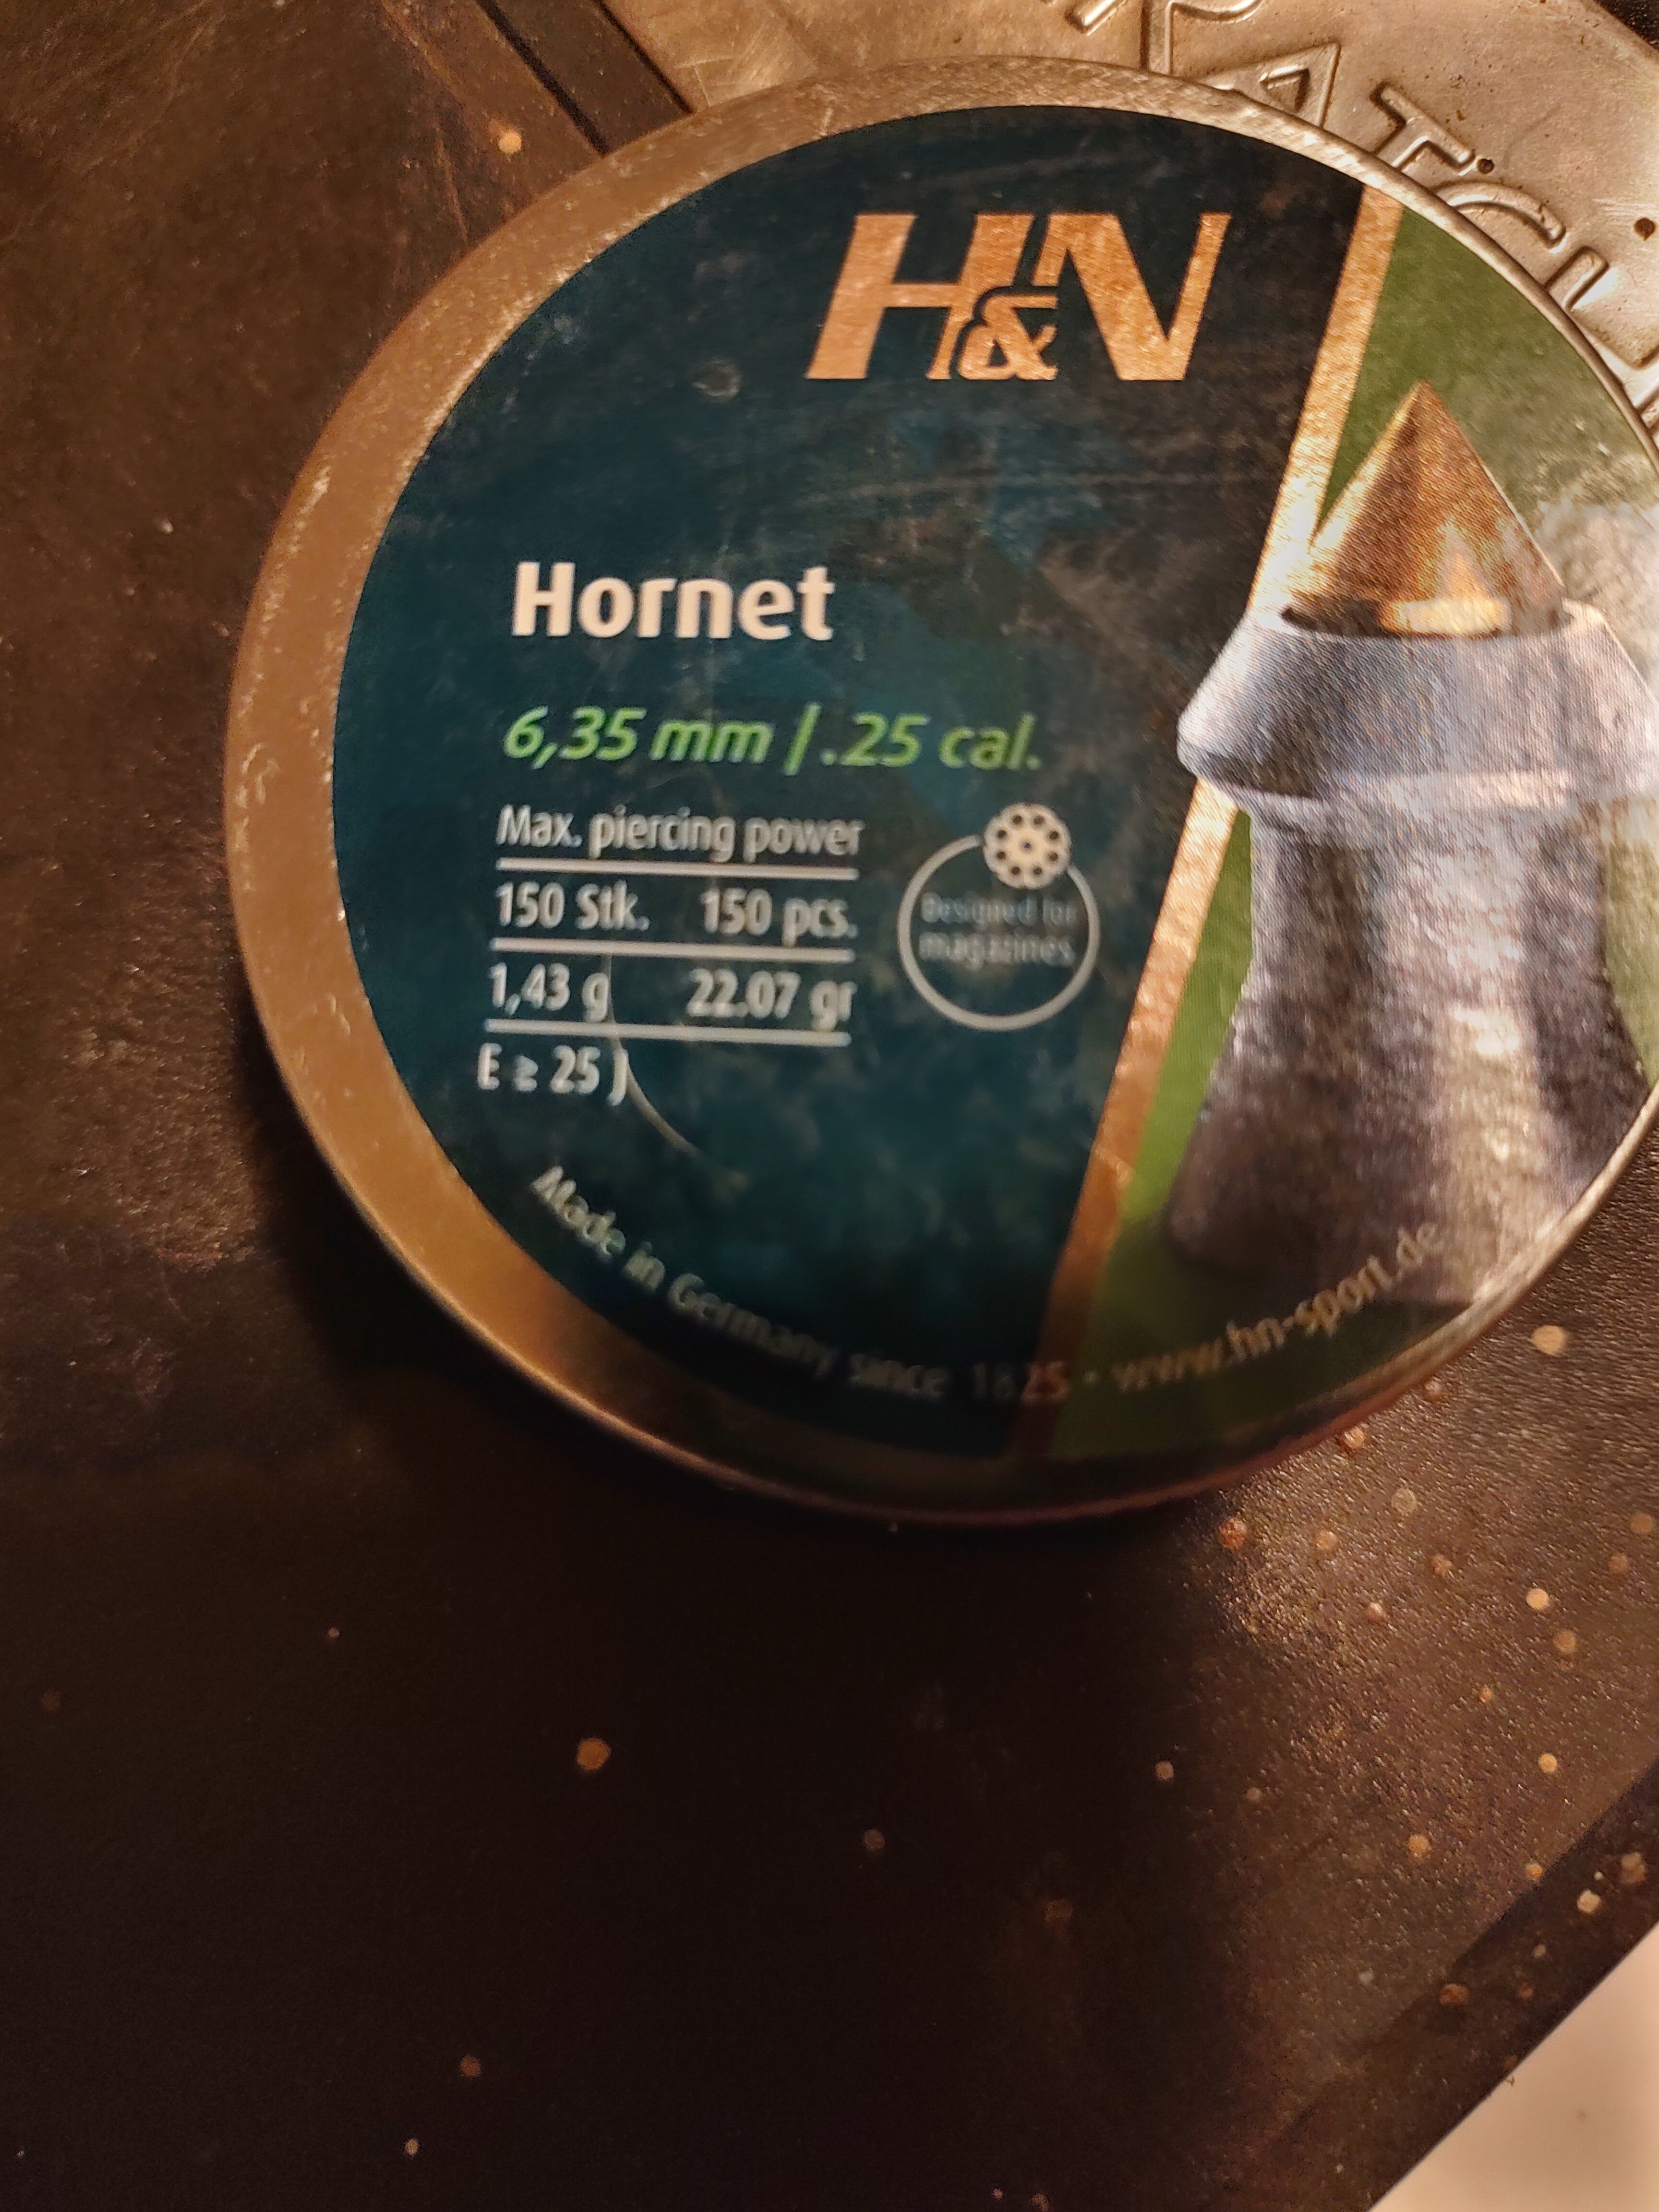 H&N
Hornet
6,35 mm / .25 cal.
Max. piercing power
150 Stk. 150 pcs.
1,43 g 22.07 gr
E ≥ 25 J
Designed for
magazines
Made in Germany since 1825 • www.hn-sport.de